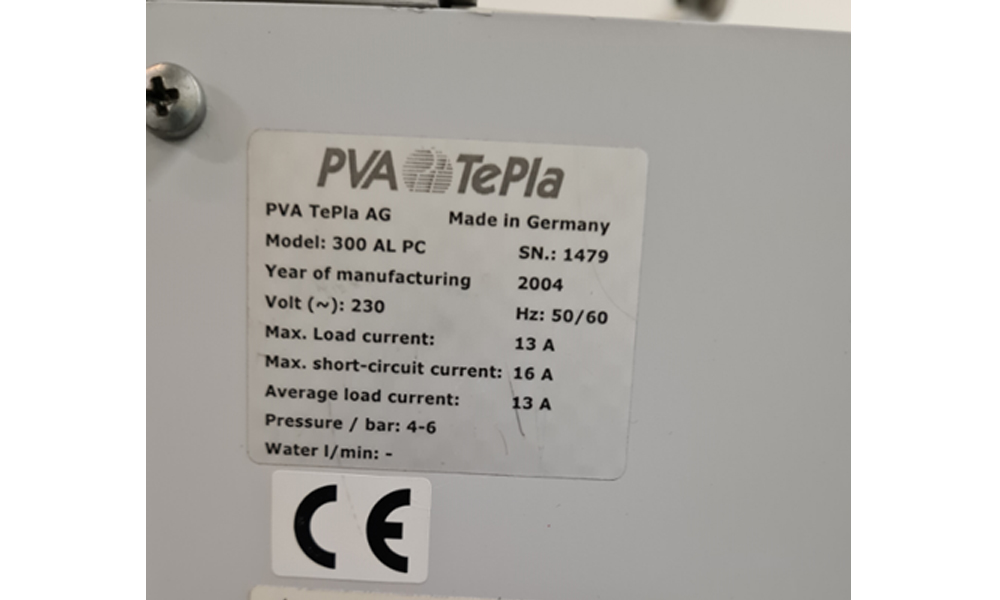 PVA TePla
PVA TePla AG Made in Germany
Model: 300 AL PC SN.: 1479
Year of manufacturing 2004
Volt (~): 230 Hz: 50/60
Max. Load current: 13 A
Max. short-circuit current: 16 A
Average load current: 13 A
Pressure / bar: 4-6
Water l/min: -
CE